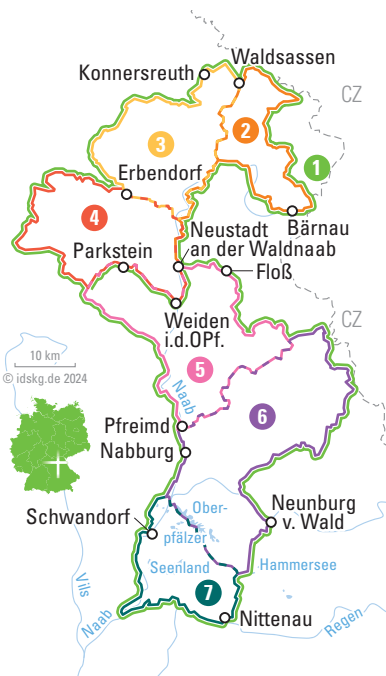 Waldsassen
Konnersreuth
CZ
2
3
1
Erbendorf
4
Bärnau
Neustadt
an der Waldnaab
Parkstein
Floß
Weiden
i.d.OPf.
CZ
10 km
© idskg.de 2024
5
Naab
6
Pfreimd
Nabburg
Ober-
pfälzer
Seenland
Schwandorf
Neunburg
v. Wald
Hammersee
Vils
Naab
7
Nittenau
Regen